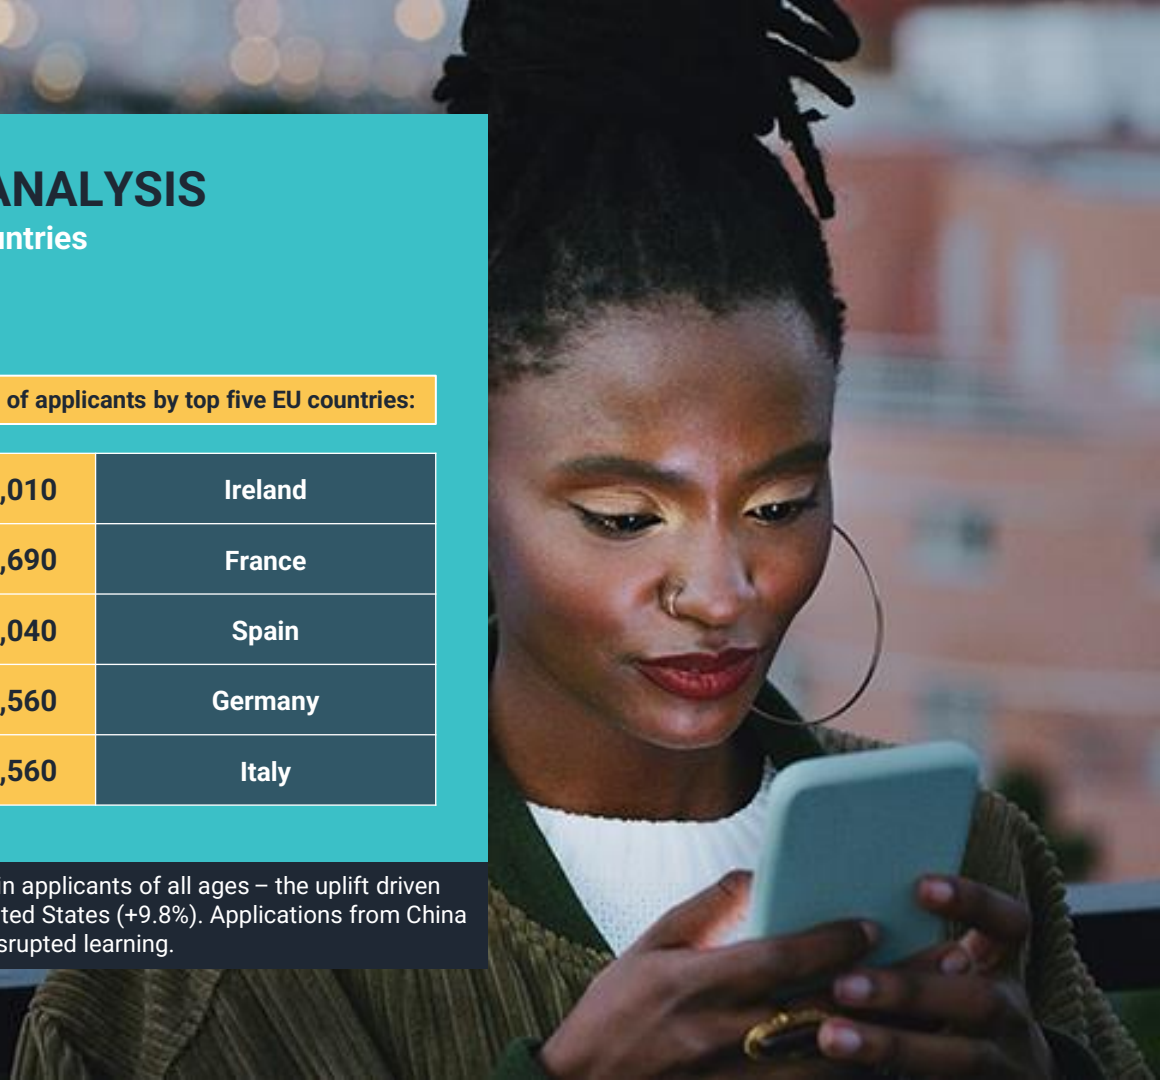 ANALYSIS
untries
of applicants by top five EU countries:
,010 Ireland
,690 France
,040 Spain
,560 Germany
,560 Italy
in applicants of all ages – the uplift driven
ted States (+9.8%). Applications from China
srupted learning.